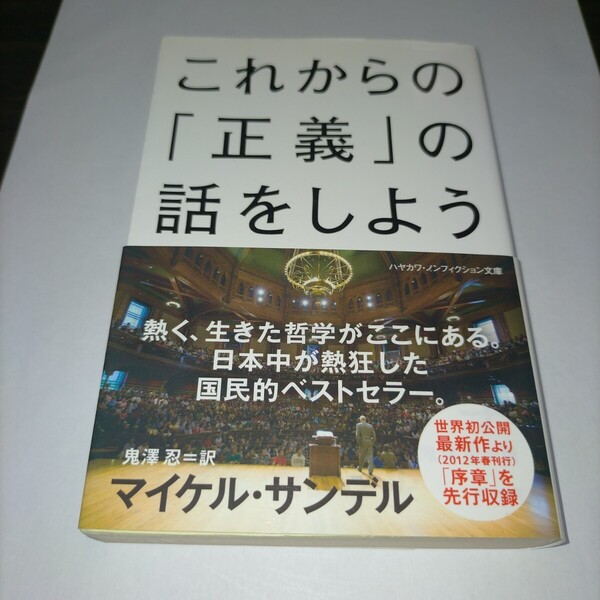 これからの
「正義」の
話をしよう
ハヤカワ・ノンフィクション文庫
熱く、生きた哲学がここにある。
日本中が熱狂した
国民的ベストセラー。
鬼澤 忍=訳
マイケル・サンデル
世界初公開
最新作より
(2012年春刊行)
「序章」を
先行収録